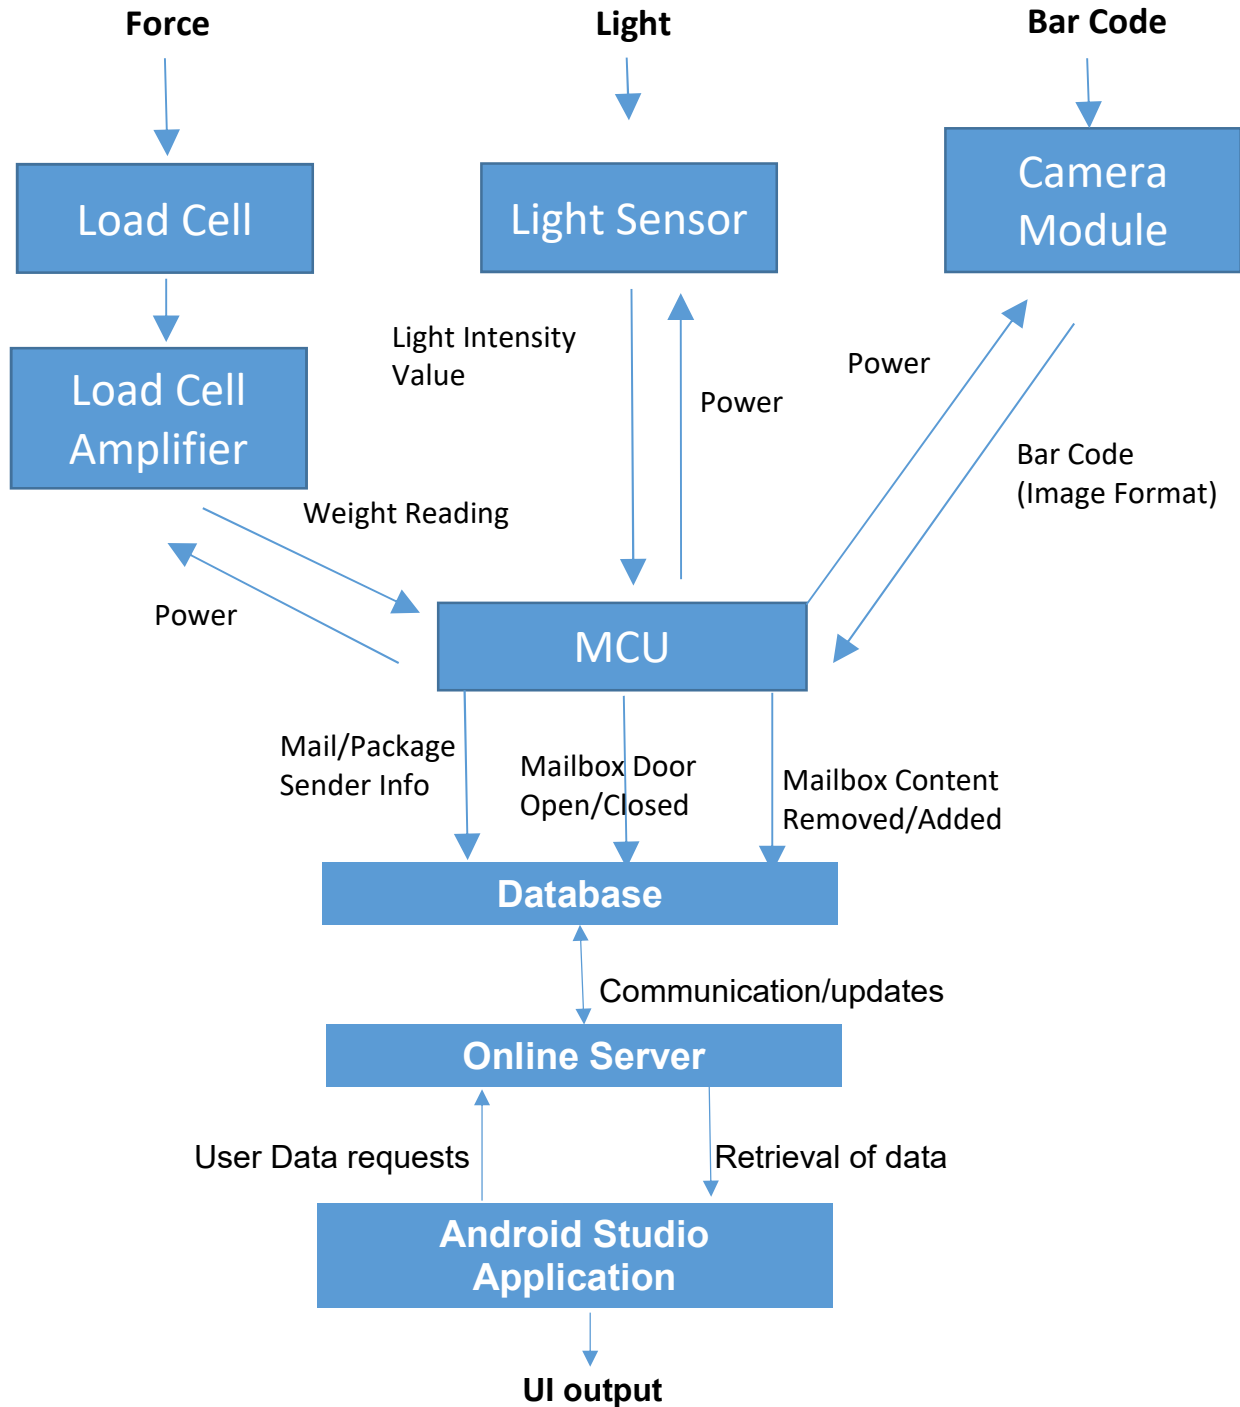 Force
Light
Bar Code
Load Cell
Light Sensor
Camera
Module
Light Intensity
Value
Power
Power
Load Cell
Amplifier
Bar Code
(Image Format)
Weight Reading
Power
MCU
Mail/Package
Sender Info
Mailbox Door
Open/Closed
Mailbox Content
Removed/Added
Database
Communication/updates
Online Server
User Data requests
Retrieval of data
Android Studio
Application
UI output